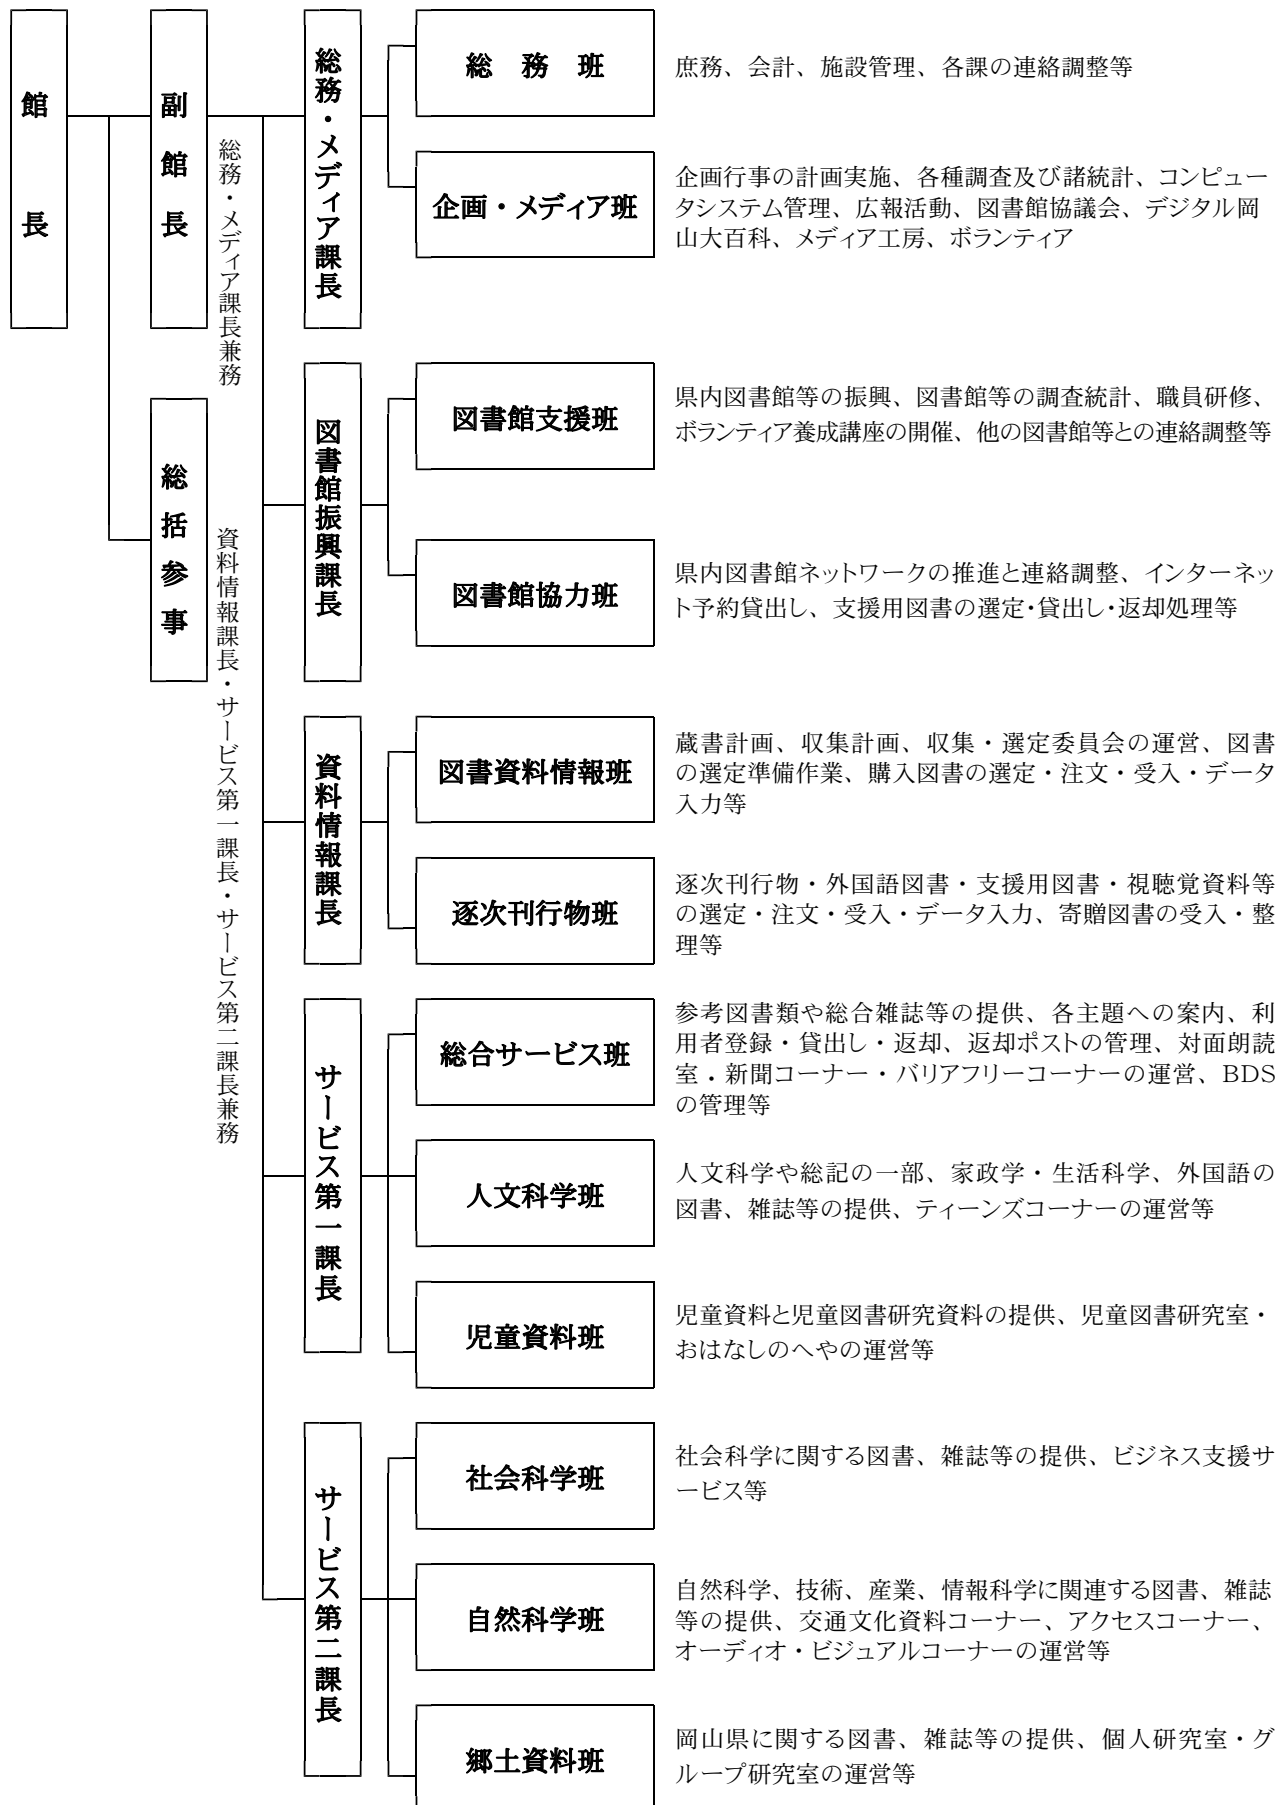 館長
副館長
総務・メディア課長兼務
総括参事
資料情報課長・サービス第一課長・サービス第二課長兼務
総務・メディア課長
総　務　班
庶務、会計、施設管理、各課の連絡調整等
企画・メディア班
企画行事の計画実施、各種調査及び諸統計、コンピュー
タシステム管理、広報活動、図書館協議会、デジタル岡
山大百科、メディア工房、ボランティア
図書館振興課長
図書館支援班
県内図書館等の振興、図書館等の調査統計、職員研修、
ボランティア養成講座の開催、他の図書館等との連絡調整等
図書館協力班
県内図書館ネットワークの推進と連絡調整、インターネッ
ト予約貸出し、支援用図書の選定・貸出し・返却処理等
資料情報課長
図書資料情報班
蔵書計画、収集計画、収集・選定委員会の運営、図書
の選定準備作業、購入図書の選定・注文・受入・データ
入力等
逐次刊行物班
逐次刊行物・外国語図書・支援用図書・視聴覚資料等
の選定・注文・受入・データ入力、寄贈図書の受入・整
理等
サービス第一課長
総合サービス班
参考図書類や総合雑誌等の提供、各主題への案内、利
用者登録・貸出し・返却、返却ポストの管理、対面朗読
室．新聞コーナー・バリアフリーコーナーの運営、BDS
の管理等
人文科学班
人文科学や総記の一部、家政学・生活科学、外国語の
図書、雑誌等の提供、ティーンズコーナーの運営等
児童資料班
児童資料と児童図書研究資料の提供、児童図書研究室・
おはなしのへやの運営等
サービス第二課長
社会科学班
社会科学に関する図書、雑誌等の提供、ビジネス支援サ
ービス等
自然科学班
自然科学、技術、産業、情報科学に関連する図書、雑誌
等の提供、交通文化資料コーナー、アクセスコーナー、
オーディオ・ビジュアルコーナーの運営等
郷土資料班
岡山県に関する図書、雑誌等の提供、個人研究室・グ
ループ研究室の運営等